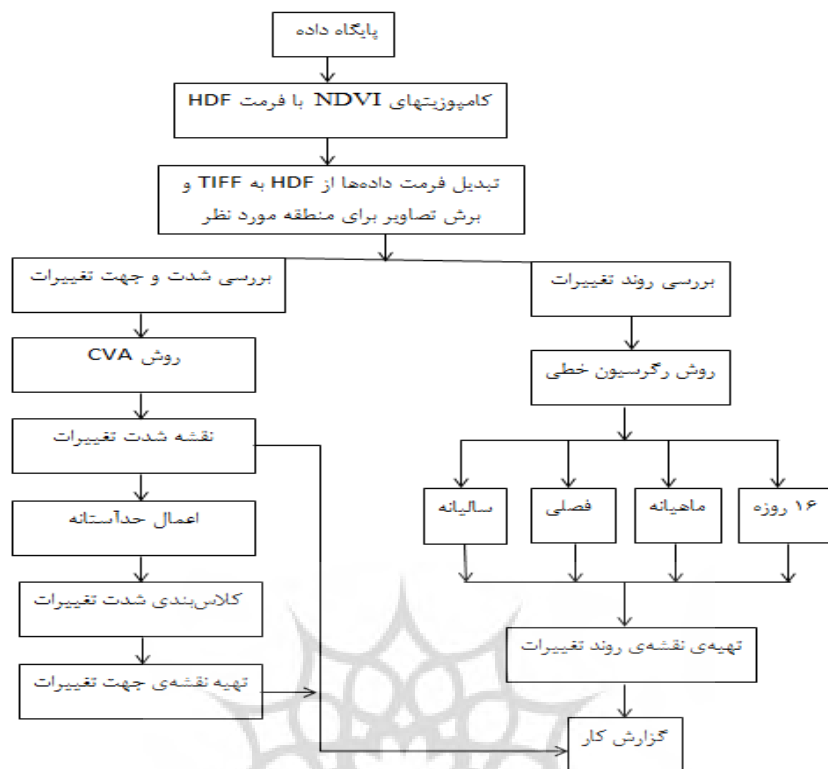 پایگاه داده
کامپوزیتهای NDVI با فرمت HDF
تبدیل فرمت داده‌ها از HDF به TIFF و
برش تصاویر برای منطقه مورد نظر
بررسی روند تغییرات
روش رگرسیون خطی
۱۶ روزه
ماهیانه
فصلی
سالیانه
تهیه‌ی نقشه‌ی روند تغییرات
گزارش کار
بررسی شدت و جهت تغییرات
روش CVA
نقشه شدت تغییرات
اعمال حدآستانه
کلاس‌بندی شدت تغییرات
تهیه نقشه‌ی جهت تغییرات